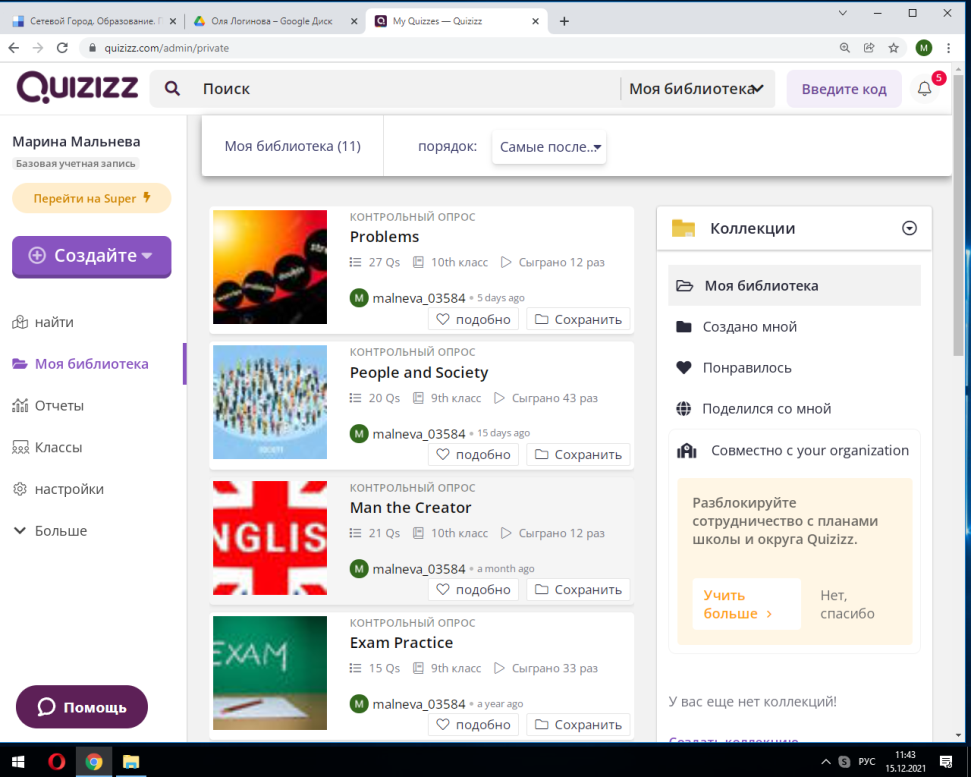 Сетевой Город. Образование.
Оля Логинова – Google Диск
My Quizzes — Quizizz
quizizz.com/admin/private
M
QUIZIZZ
Поиск
Моя библиотека
Введите код
5
Марина Мальнева
Базовая учетная запись
Перейти на Super
Создайте
найти
Моя библиотека
Отчеты
Классы
настройки
Больше
Помощь
Моя библиотека (11)
порядок:
Самые после...
КОНТРОЛЬНЫЙ ОПРОС
Problems
27 Qs 10th класс Сыграно 12 раз
M malneva_03584 • 5 days ago
подобно Сохранить
SOCIETY
КОНТРОЛЬНЫЙ ОПРОС
People and Society
20 Qs 9th класс Сыграно 43 раз
M malneva_03584 • 15 days ago
подобно Сохранить
NGLIS
КОНТРОЛЬНЫЙ ОПРОС
Man the Creator
21 Qs 10th класс Сыграно 12 раз
M malneva_03584 • a month ago
подобно Сохранить
EXAM
КОНТРОЛЬНЫЙ ОПРОС
Exam Practice
15 Qs 9th класс Сыграно 33 раз
M malneva_03584 • a year ago
подобно Сохранить
Коллекции
Моя библиотека
Создано мной
Понравилось
Поделился со мной
Совместно с your organization
Разблокируйте
сотрудничество с планами
школы и округа Quizizz.
Учить
больше ›
Нет,
спасибо
У вас еще нет коллекций!
Создать коллекцию
РУС
11:43
15.12.2021